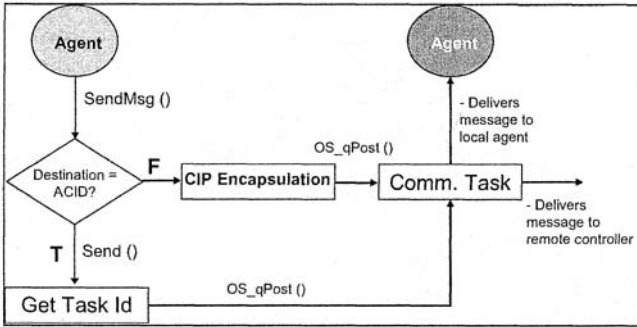 Agent
Agent
SendMsg ()
- Delivers
message to
local agent
OS_qPost ()
Destination =
ACID?
F
CIP Encapsulation
Comm. Task
- Delivers
message to
remote controller
T
Send ()
OS_qPost ()
Get Task Id